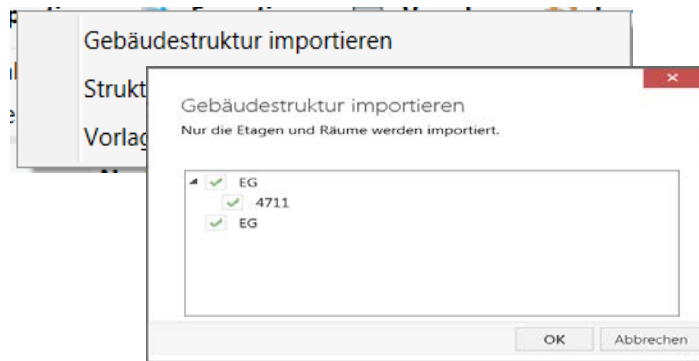 Gebäudestruktur importieren
Strukt
Vorlag
Gebäudestruktur importieren
Nur die Etagen und Räume werden importiert.
EG
4711
EG
OK Abbrechen